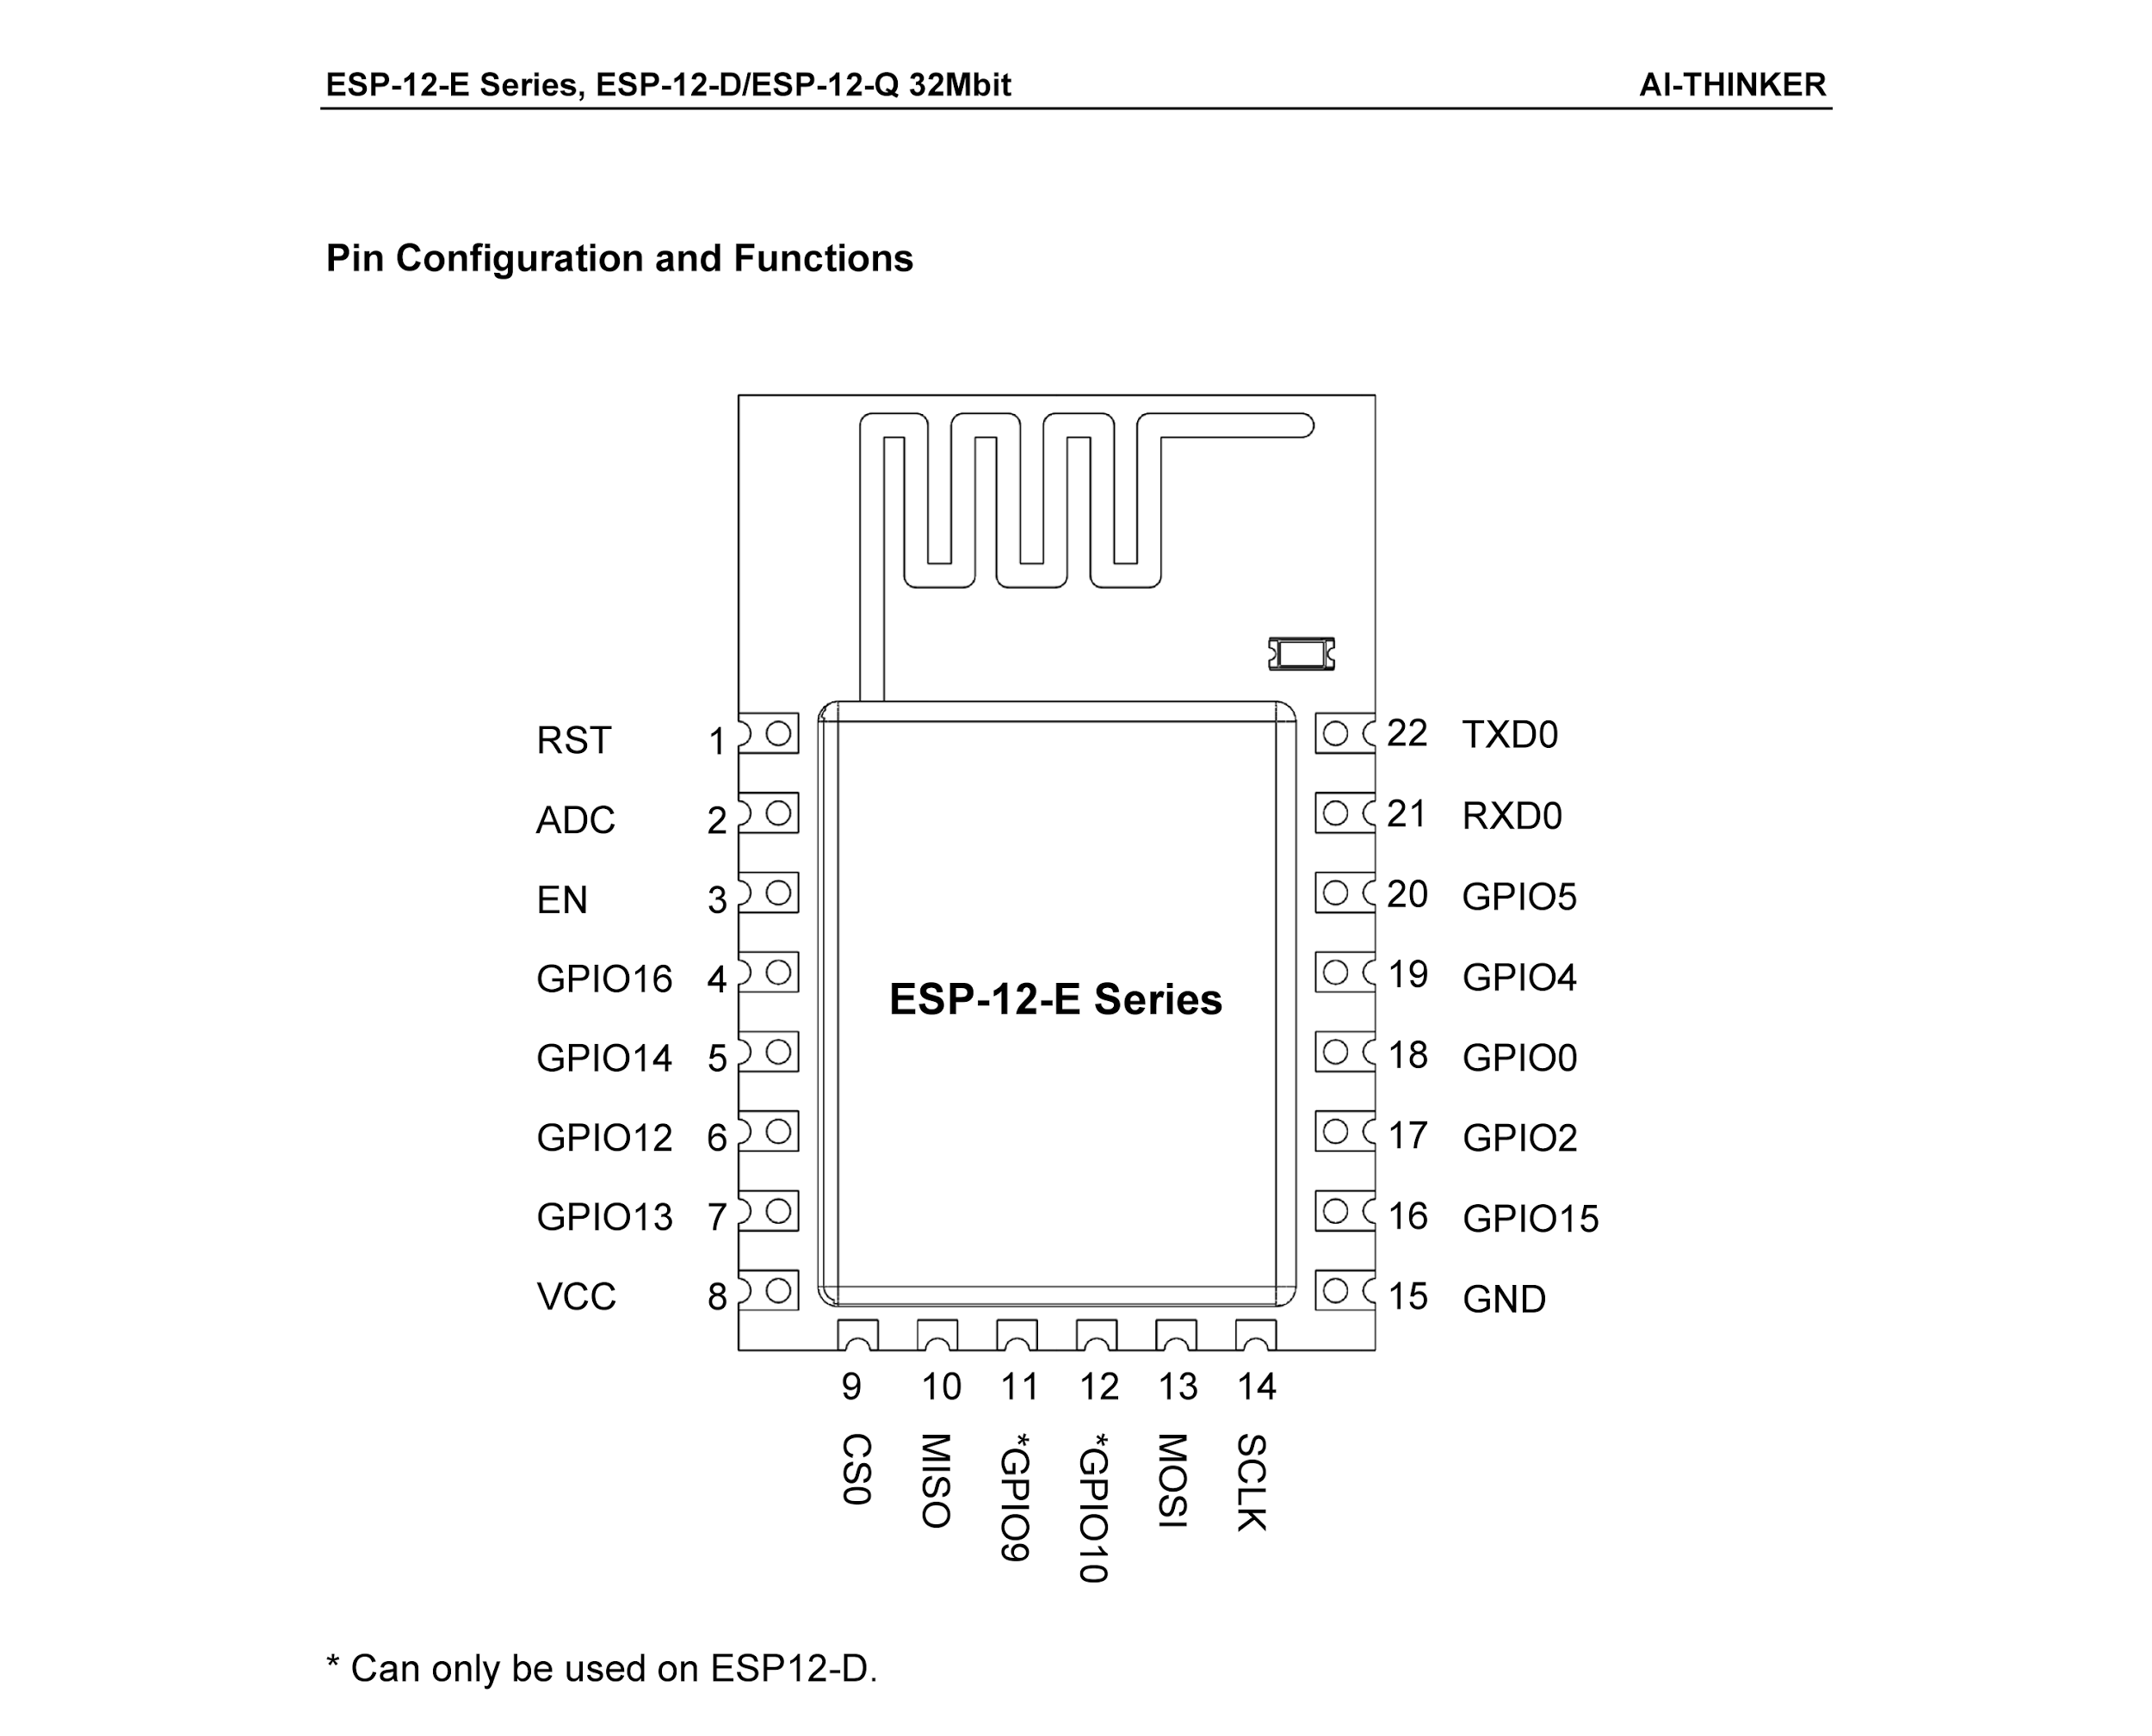 ESP-12-E Series, ESP-12-D/ESP-12-Q 32Mbit AI-THINKER
Pin Configuration and Functions
RST 1 22 TXD0
ADC 2 21 RXD0
EN 3 20 GPIO5
GPIO16 4 19 GPIO4
ESP-12-E Series
GPIO14 5 18 GPIO0
GPIO12 6 17 GPIO2
GPIO13 7 16 GPIO15
VCC 8 15 GND
9 10 11 12 13 14
CS0 MISO *GPIO9 *GPIO10 MOSI SCLK
* Can only be used on ESP12-D.